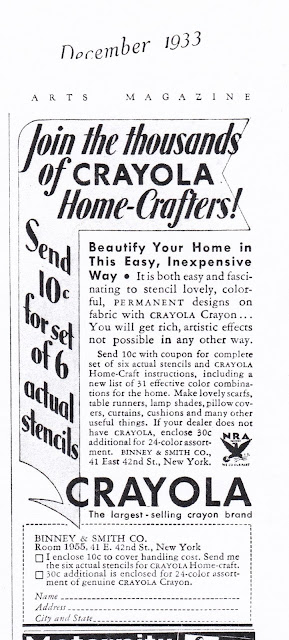 December 1933
ARTS MAGAZINE
Join the thousands
of CRAYOLA
Home-Crafters!
Send
10c
for set
of 6
actual
stencils
Beautify Your Home in
This Easy, Inexpensive
Way • It is both easy and fasci-
nating to stencil lovely, color-
ful, PERMANENT designs on
fabric with CRAYOLA Crayon...
You will get rich, artistic effects
not possible in any other way.
Send 10c with coupon for complete
set of six actual stencils and CRAYOLA
Home-Craft instructions, including a
new list of 31 effective color combina-
tions for the home. Make lovely scarfs,
table runners, lamp shades, pillow cov-
ers, curtains, cushions and many other
useful things. If your dealer does not
have CRAYOLA, enclose 30c
additional for 24-color assort-
ment. BINNEY & SMITH CO.,
41 East 42nd St., New York.
NRA
CRAYOLA
The largest-selling crayon brand
BINNEY & SMITH CO.
Room 1955, 41 E. 42nd St., New York
I enclose 10c to cover handling cost. Send me
the six actual stencils for CRAYOLA Home-craft.
30c additional is enclosed for 24-color assort-
ment of genuine CRAYOLA Crayon.
Name
Address
City and State